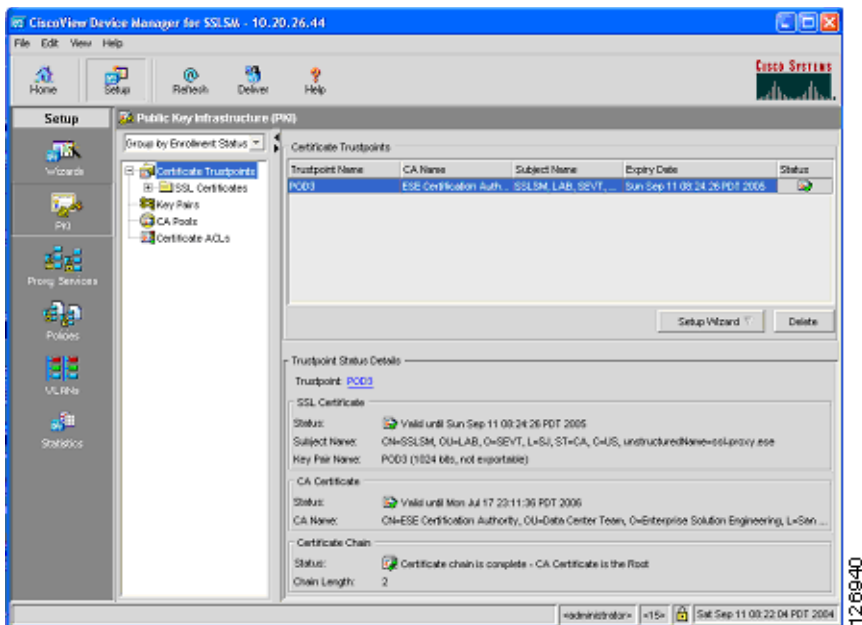 CiscoView Device Manager for SSLSM - 10.20.26.44
File Edit View Help
Home Setup Refresh Deliver Help
CISCO SYSTEMS
Setup
Public Key Infrastructure (PKI)
Wizards
PKI
Proxy Services
Policies
VLANs
Statistics
Group by Enrollment Status
Certificate Trustpoints
SSL Certificates
Key Pairs
CA Pools
Certificate ACLs
Certificate Trustpoints
Trustpoint Name CA Name Subject Name Expiry Date Status
POD3 ESE Certification Auth... SSLSM, LAB, SEVT, ... Sun Sep 11 08:24:26 PDT 2005
Setup Wizard Delete
Trustpoint Status Details
Trustpoint: POD3
SSL Certificate
Status: Valid until Sun Sep 11 08:24:26 PDT 2005
Subject Name: CN=SSLSM, OU=LAB, O=SEVT, L=SJ, ST=CA, C=US, unstructuredName=ssl-proxy.ese
Key Pair Name: POD3 (1024 bits, not exportable)
CA Certificate
Status: Valid until Mon Jul 17 23:11:36 PDT 2006
CA Name: CN=ESE Certification Authority, OU=Data Center Team, O=Enterprise Solution Engineering, L=San ...
Certificate Chain
Status: Certificate chain is complete - CA Certificate is the Root
Chain Length: 2
<administrator> <15> Sat Sep 11 08:22:04 PDT 2004
126940